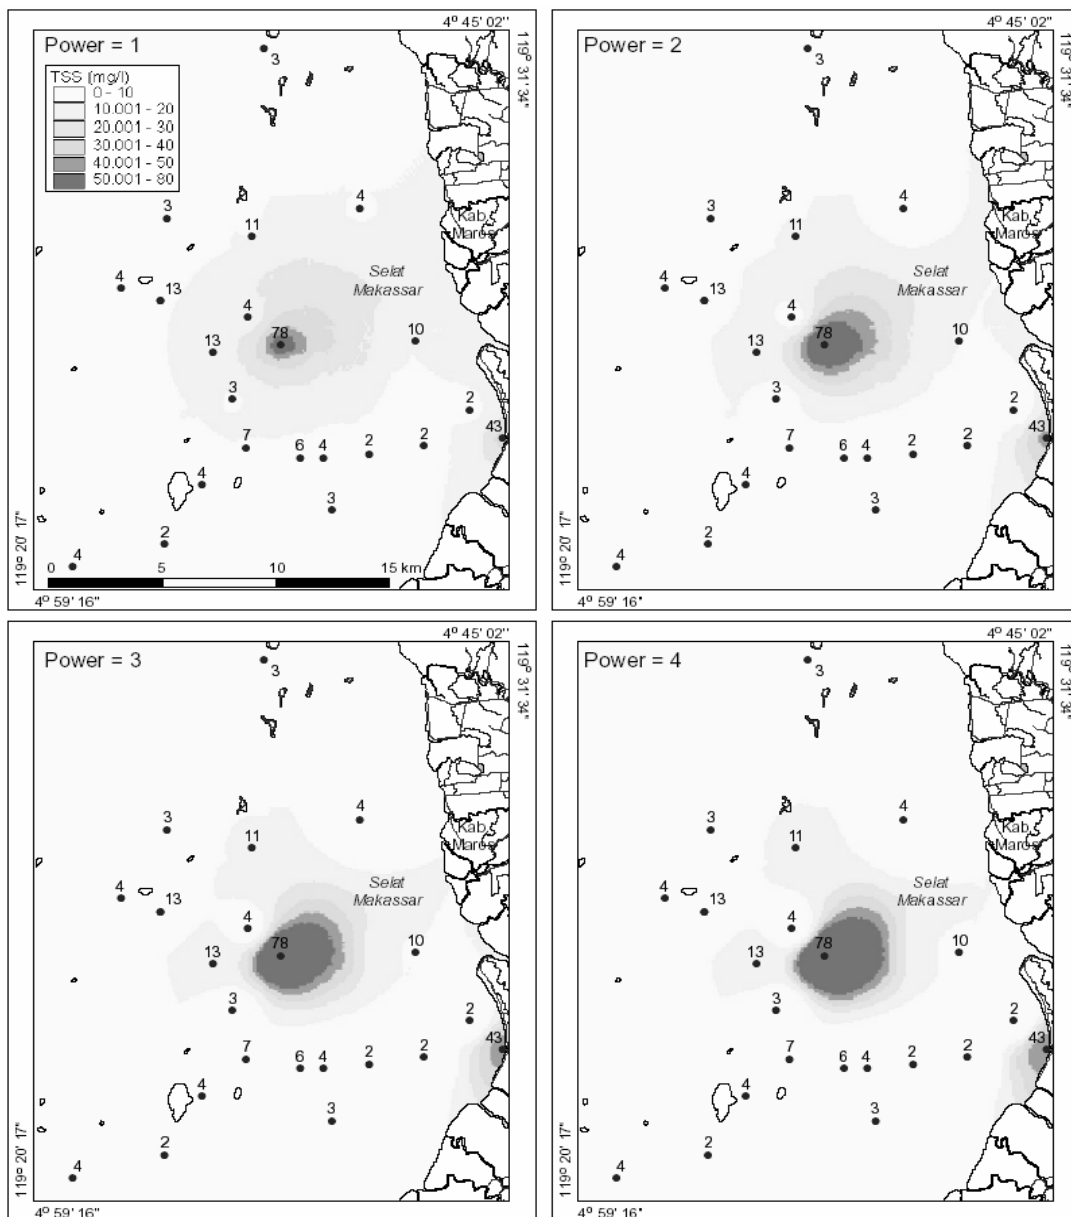 4º 45' 02"
Power = 1
119º 31' 34"
TSS (mg/l)
0 - 10
10.001 - 20
20.001 - 30
30.001 - 40
40.001 - 50
50.001 - 80
3
4
3
11
Kab.
Maros
Selat
Makassar
4
13
4
78
10
13
3
2
43
7
6
4
2
2
4
3
2
4
0 5 10 15 km
119º 20' 17"
4º 59' 16"
4º 45' 02"
Power = 2
119º 31' 34"
3
4
3
11
Kab.
Maros
Selat
Makassar
4
13
4
78
10
13
3
2
43
7
6
4
2
2
4
3
2
4
119º 20' 17"
4º 59' 16"
4º 45' 02"
Power = 3
119º 31' 34"
3
4
3
11
Kab.
Maros
Selat
Makassar
4
13
4
78
10
13
3
2
43
7
6
4
2
2
4
3
2
4
119º 20' 17"
4º 59' 16"
4º 45' 02"
Power = 4
119º 31' 34"
3
4
3
11
Kab.
Maros
Selat
Makassar
4
13
4
78
10
13
3
2
43
7
6
4
2
2
4
3
2
4
119º 20' 17"
4º 59' 16"